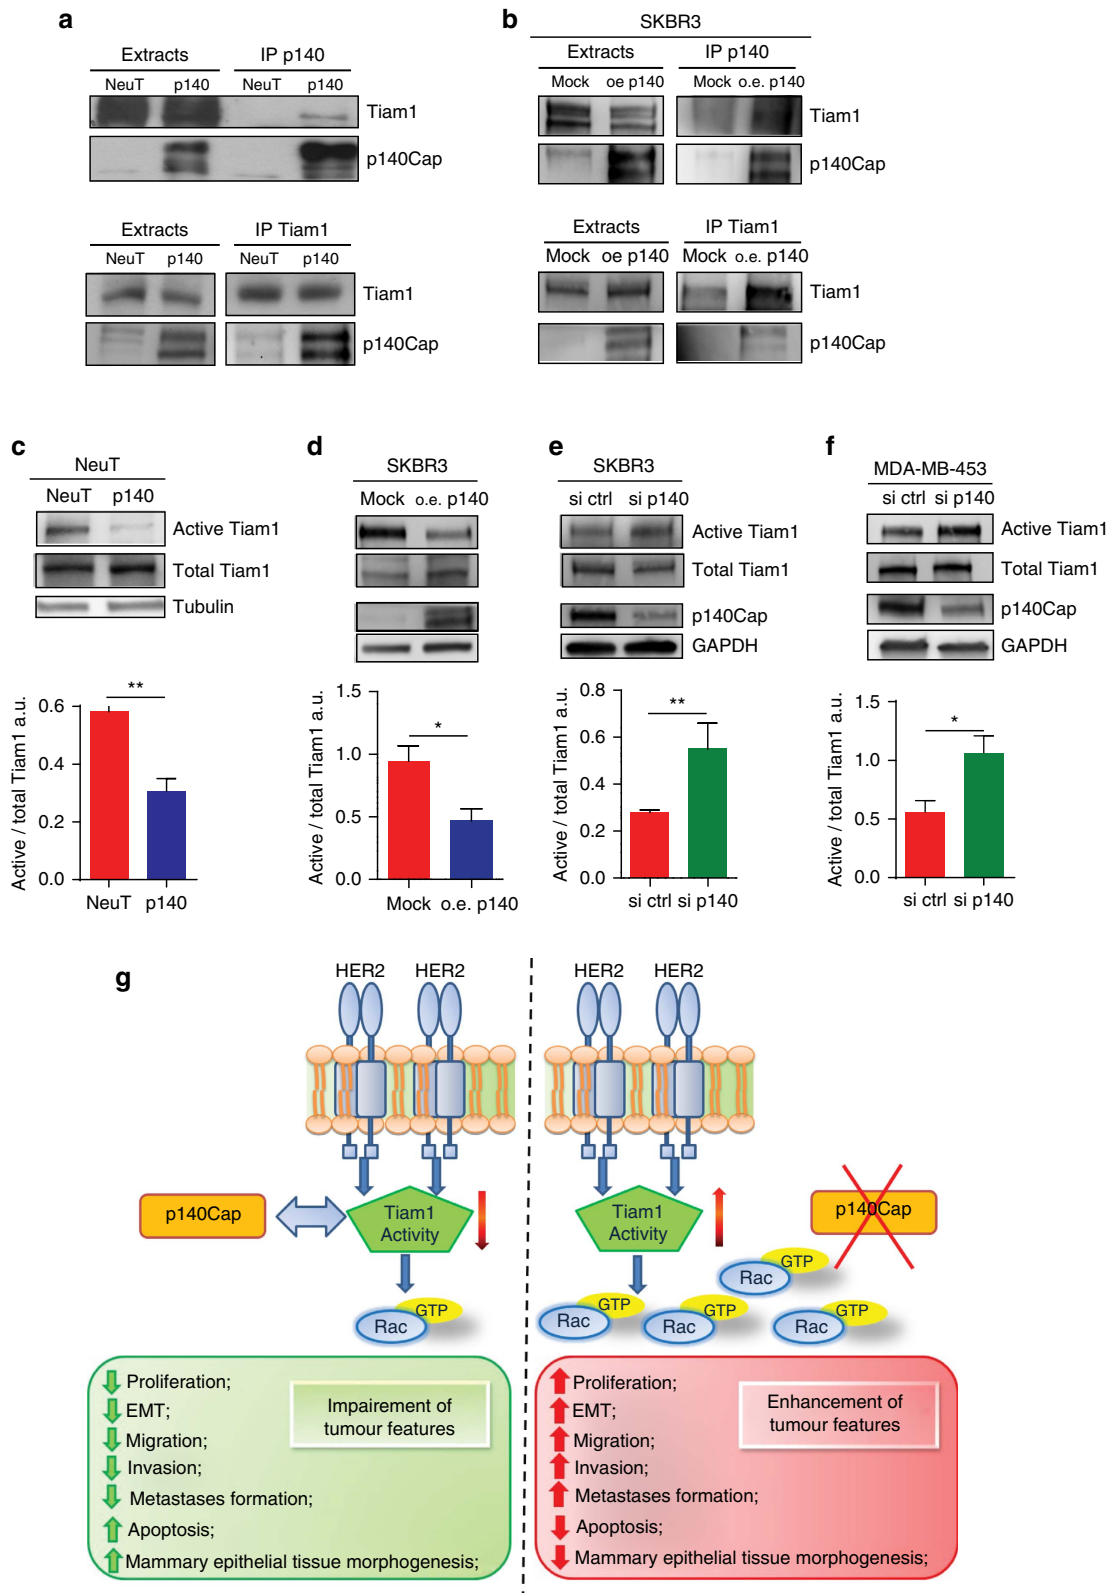 a
Extracts IP p140
NeuT p140 NeuT p140
Tiam1
p140Cap
Extracts IP Tiam1
NeuT p140 NeuT p140
Tiam1
p140Cap
b
SKBR3
Extracts IP p140
Mock oe p140 Mock o.e. p140
Tiam1
p140Cap
Extracts IP Tiam1
Mock oe p140 Mock o.e. p140
Tiam1
p140Cap
c
NeuT
NeuT p140
Active Tiam1
Total Tiam1
Tubulin
Active / total Tiam1 a.u.
0.6
0.4
0.2
0.0
**
NeuT p140
d
SKBR3
Mock o.e. p140
Active / total Tiam1 a.u.
1.5
1.0
0.5
0.0
*
Mock o.e. p140
e
SKBR3
si ctrl si p140
Active Tiam1
Total Tiam1
p140Cap
GAPDH
Active / total Tiam1 a.u.
0.8
0.6
0.4
0.2
0.0
**
si ctrl si p140
f
MDA-MB-453
si ctrl si p140
Active Tiam1
Total Tiam1
p140Cap
GAPDH
Active / total Tiam1 a.u.
1.5
1.0
0.5
0.0
*
si ctrl si p140
g
HER2 HER2
p140Cap
Tiam1
Activity
GTP
Rac
Proliferation;
EMT;
Migration;
Invasion;
Metastases formation;
Apoptosis;
Mammary epithelial tissue morphogenesis;
Impairement of
tumour features
HER2 HER2
Tiam1
Activity
p140Cap
GTP
Rac
GTP
Rac
GTP
Rac
GTP
Rac
Proliferation;
EMT;
Migration;
Invasion;
Metastases formation;
Apoptosis;
Mammary epithelial tissue morphogenesis;
Enhancement of
tumour features